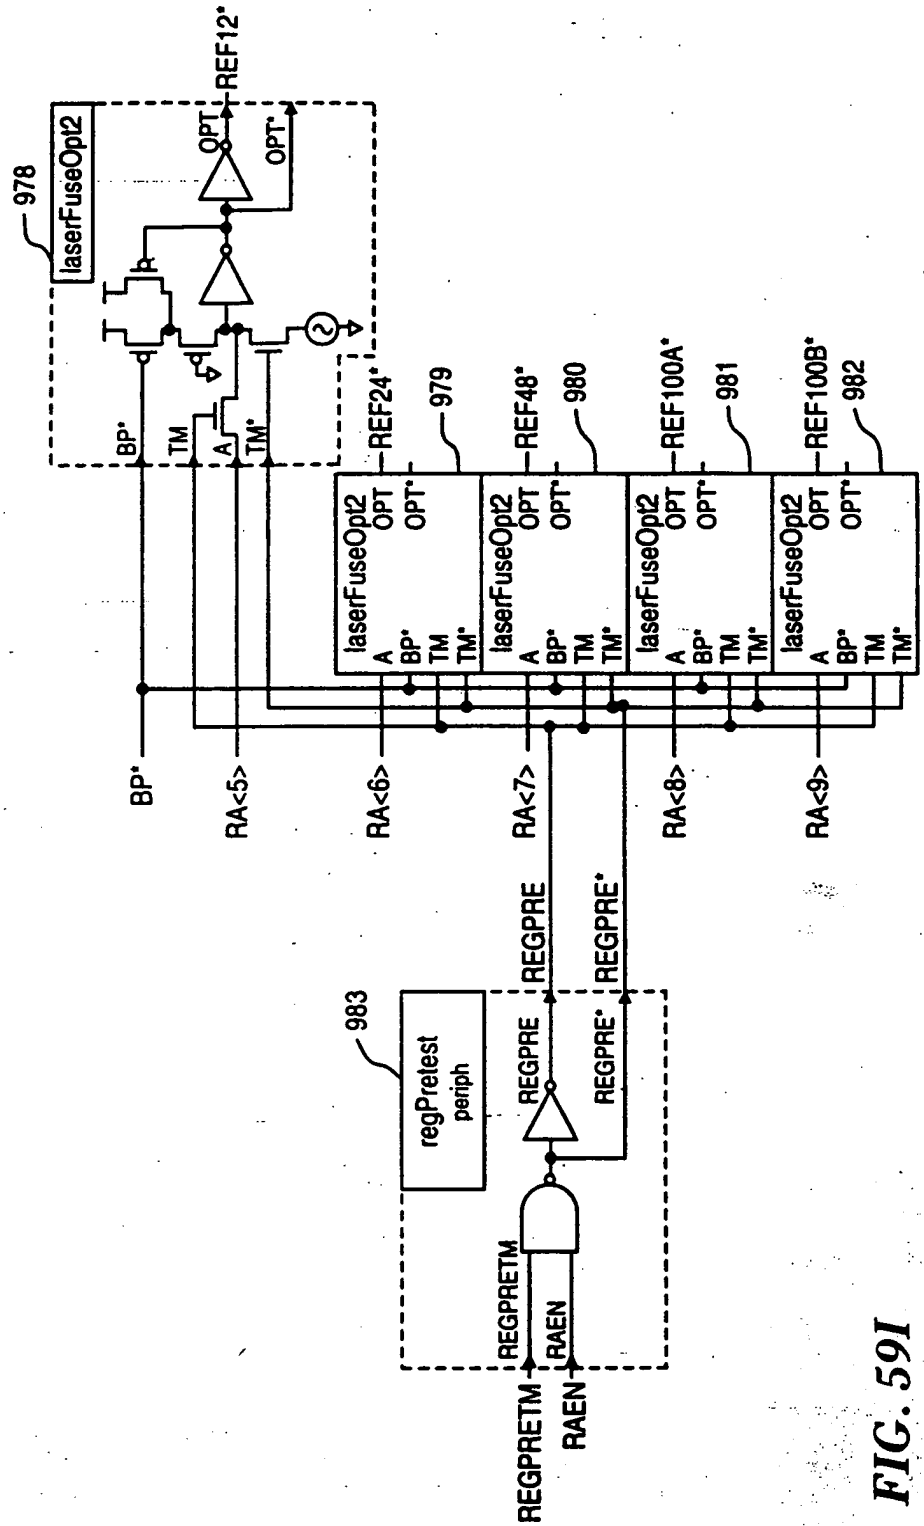 978
laserFuseOpt2
BP*
TM
A
TM*
OPT
OPT*
REF12*
BP*
RA<5>
RA<6>
A
BP*
TM
TM*
laserFuseOpt2
OPT
OPT*
REF24*
979
RA<7>
A
BP*
TM
TM*
laserFuseOpt2
OPT
OPT*
REF48*
980
RA<8>
A
BP*
TM
TM*
laserFuseOpt2
OPT
OPT*
REF100A*
981
RA<9>
A
BP*
TM
TM*
laserFuseOpt2
OPT
OPT*
REF100B*
982
983
regPretest
periph
REGPRETM
RAEN
REGPRETM
RAEN
REGPRE
REGPRE*
REGPRE
REGPRE*
FIG. 59I